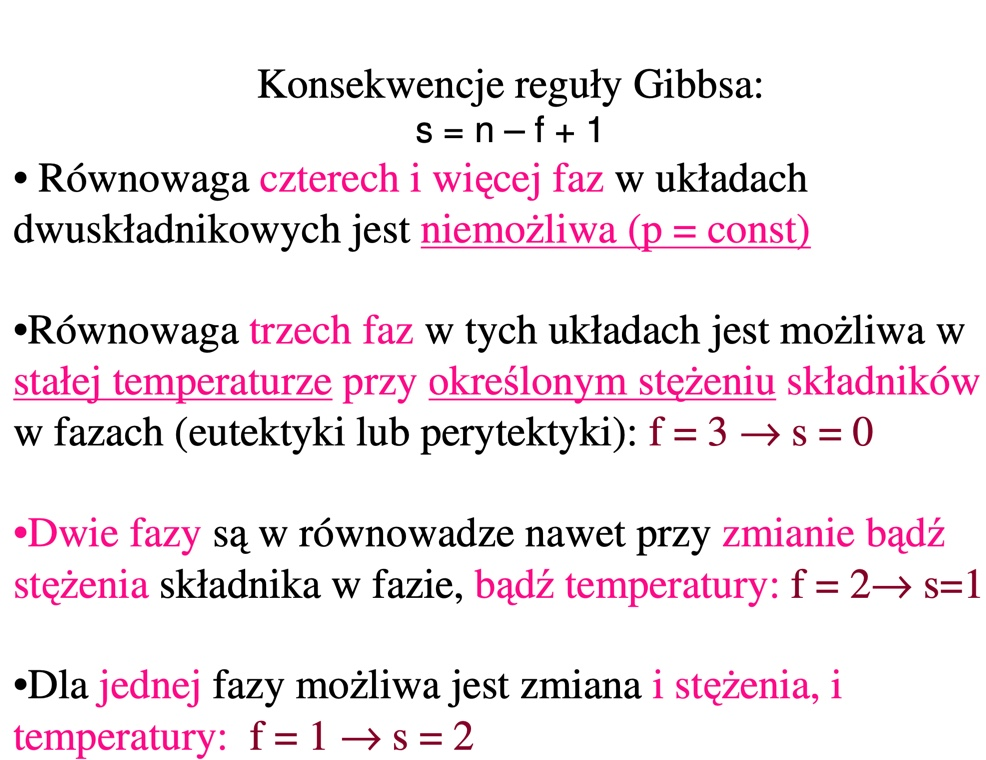 Konsekwencje reguły Gibbsa:
s = n – f + 1
• Równowaga czterech i więcej faz w układach
dwuskładnikowych jest niemożliwa (p = const)
•Równowaga trzech faz w tych układach jest możliwa w
stałej temperaturze przy określonym stężeniu składników
w fazach (eutektyki lub perytektyki): f = 3 → s = 0
•Dwie fazy są w równowadze nawet przy zmianie bądź
stężenia składnika w fazie, bądź temperatury: f = 2→ s=1
•Dla jednej fazy możliwa jest zmiana i stężenia, i
temperatury: f = 1 → s = 2